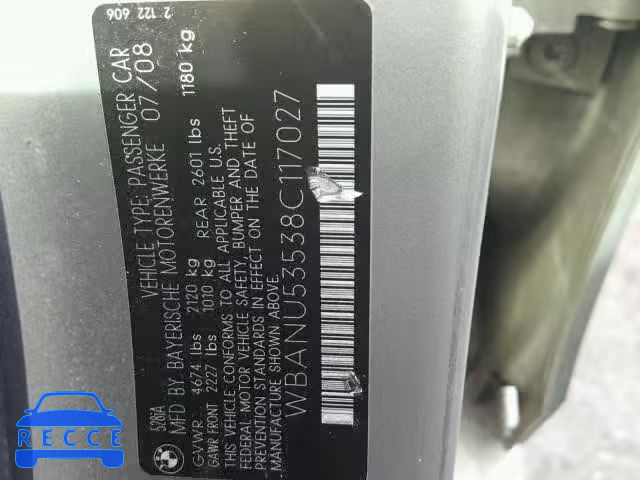 528iA
2 122 606
VEHICLE TYPE: PASSENGER CAR
MFD BY BAYERISCHE MOTORENWERKE 07/08
GVWR 4674 lbs 2120 kg
GAWR FRONT 2227 lbs 1010 kg REAR 2601 lbs 1180 kg
THIS VEHICLE CONFORMS TO ALL APPLICABLE U.S.
FEDERAL MOTOR VEHICLE SAFETY, BUMPER AND THEFT
PREVENTION STANDARDS IN EFFECT ON THE DATE OF
MANUFACTURE SHOWN ABOVE.
WBANU53538C117027
BMW
RECCE